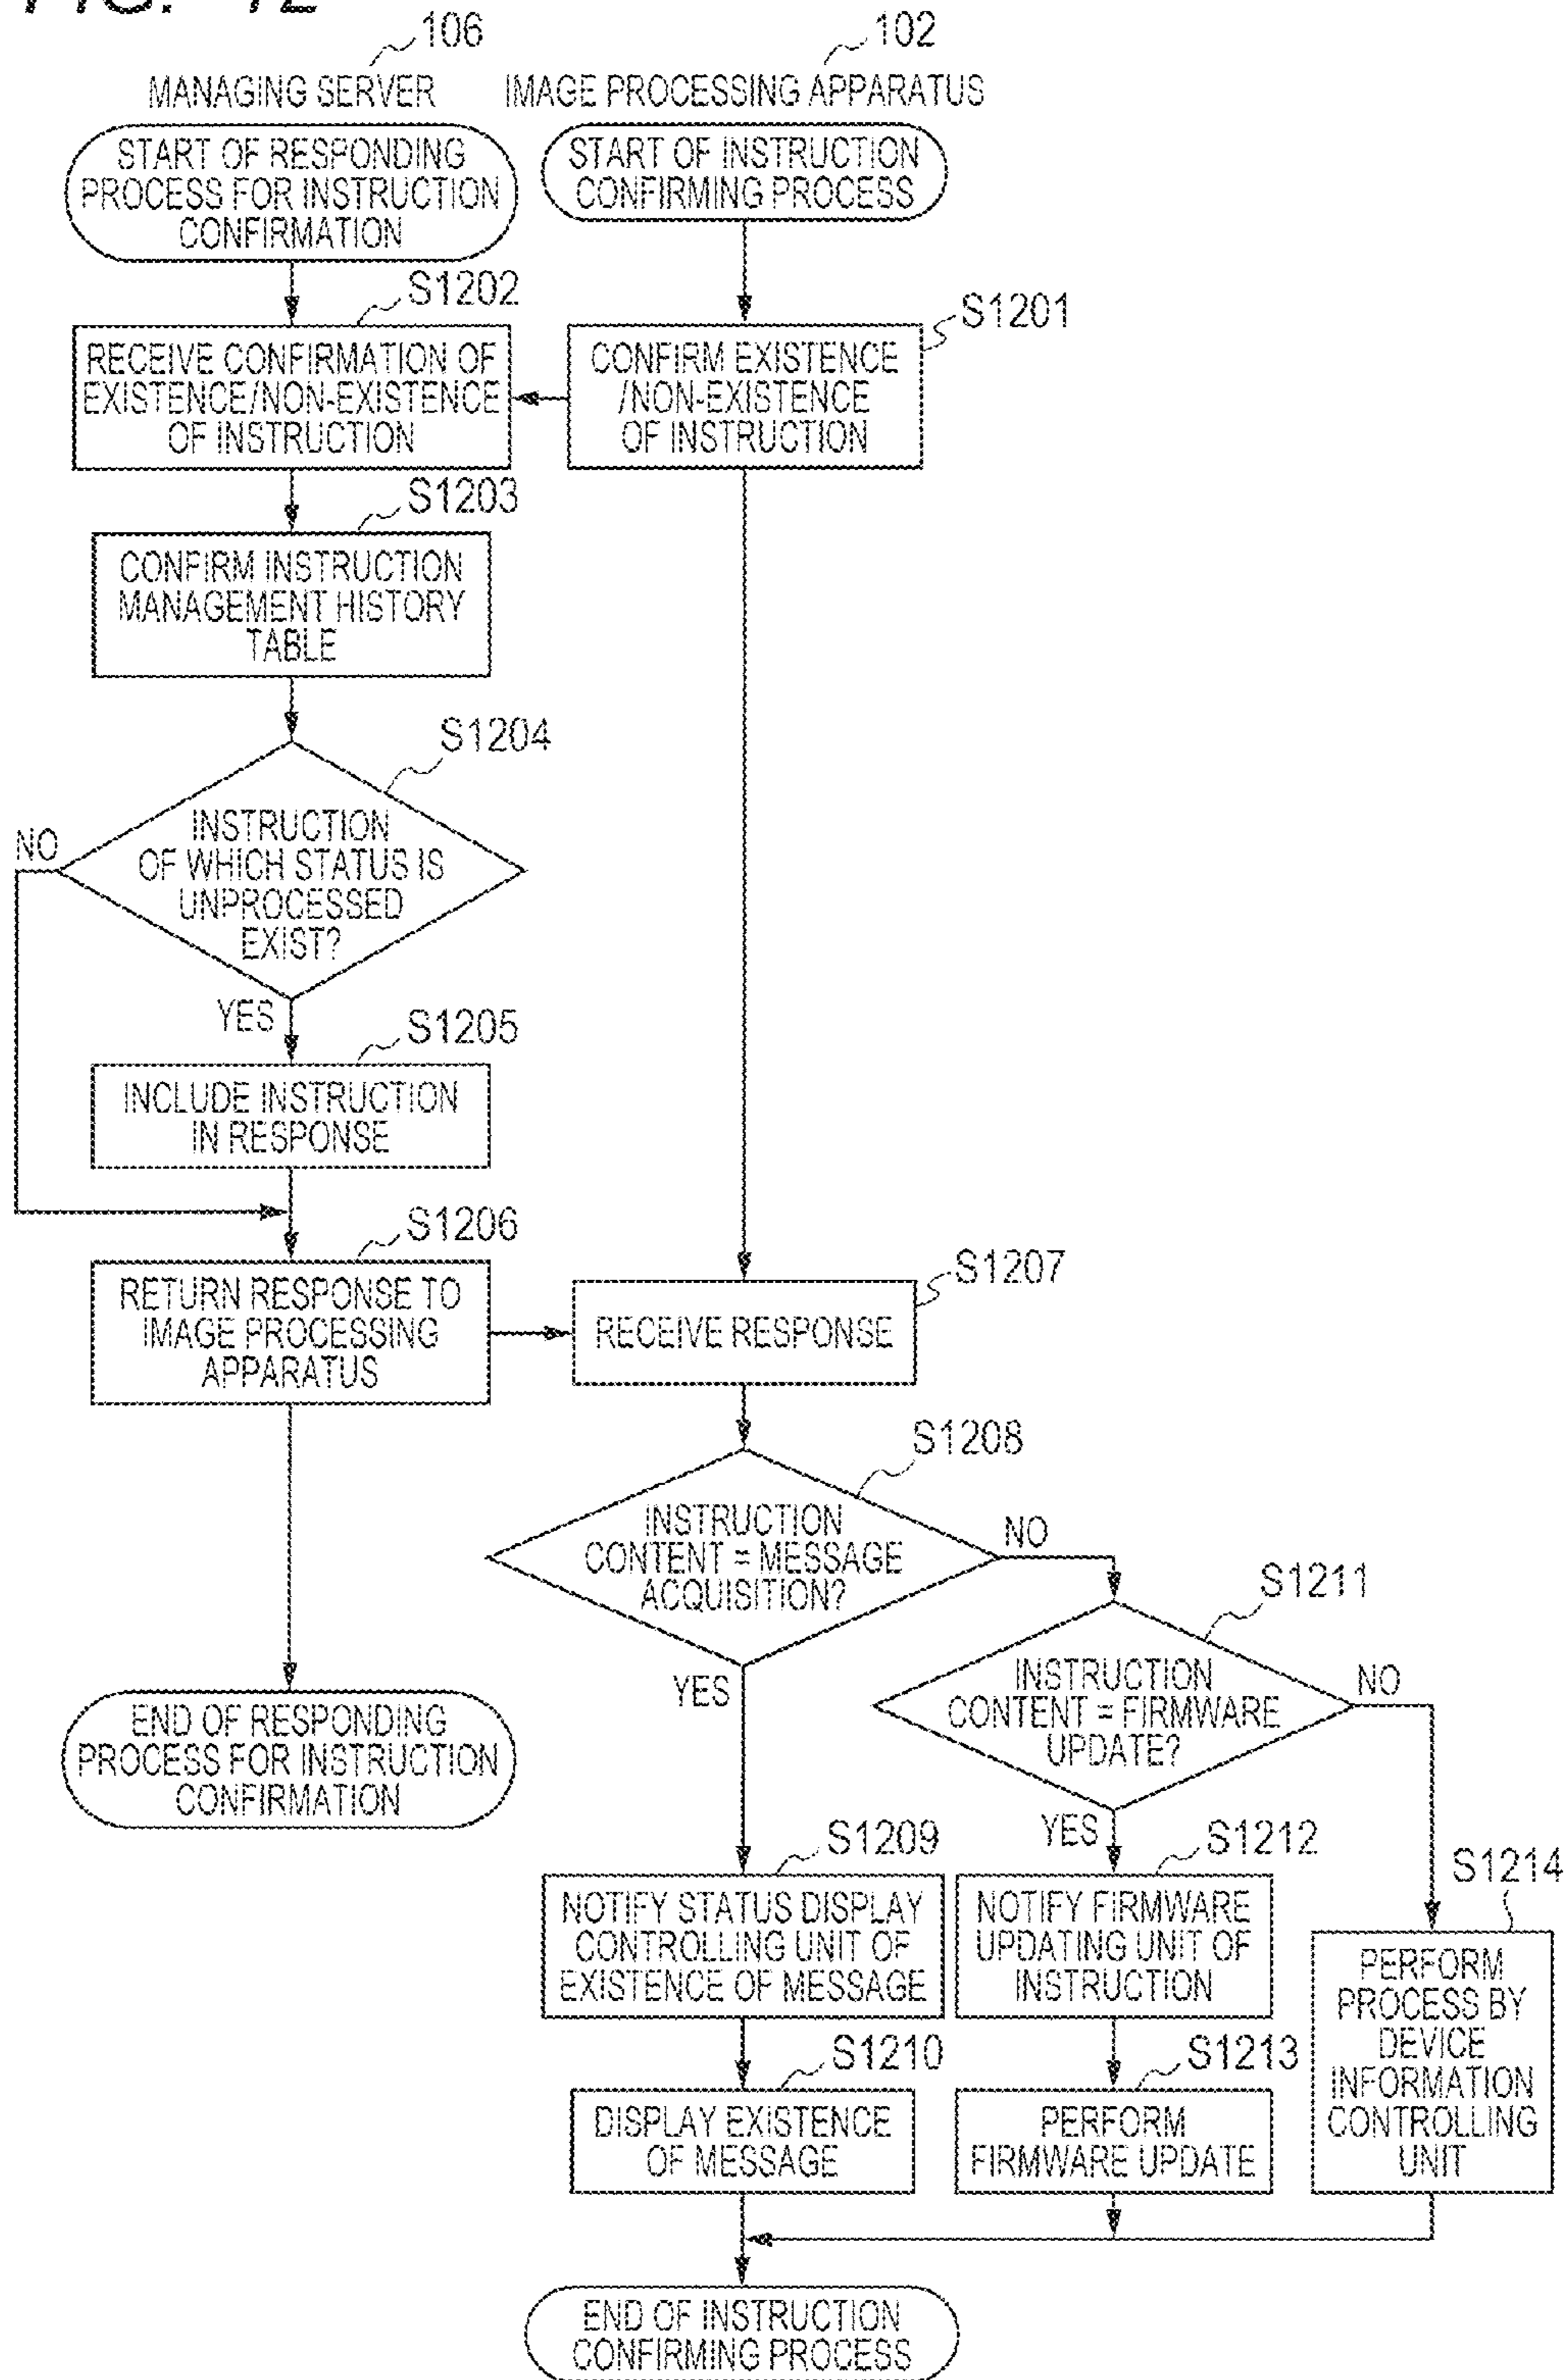 FIG. 12
106
102
MANAGING SERVER
IMAGE PROCESSING APPARATUS
START OF RESPONDING
PROCESS FOR INSTRUCTION
CONFIRMATION
START OF INSTRUCTION
CONFIRMING PROCESS
S1202
RECEIVE CONFIRMATION OF
EXISTENCE/NON-EXISTENCE
OF INSTRUCTION
S1201
CONFIRM EXISTENCE
/NON-EXISTENCE
OF INSTRUCTION
S1203
CONFIRM INSTRUCTION
MANAGEMENT HISTORY
TABLE
S1204
INSTRUCTION
OF WHICH STATUS IS
UNPROCESSED
EXIST?
NO
YES
S1205
INCLUDE INSTRUCTION
IN RESPONSE
S1206
RETURN RESPONSE TO
IMAGE PROCESSING
APPARATUS
S1207
RECEIVE RESPONSE
S1208
INSTRUCTION
CONTENT = MESSAGE
ACQUISITION?
NO
YES
S1211
INSTRUCTION
CONTENT = FIRMWARE
UPDATE?
NO
YES
END OF RESPONDING
PROCESS FOR INSTRUCTION
CONFIRMATION
S1209
NOTIFY STATUS DISPLAY
CONTROLLING UNIT OF
EXISTENCE OF MESSAGE
S1212
NOTIFY FIRMWARE
UPDATING UNIT OF
INSTRUCTION
S1214
PERFORM
PROCESS BY
DEVICE
INFORMATION
CONTROLLING
UNIT
S1210
DISPLAY EXISTENCE
OF MESSAGE
S1213
PERFORM
FIRMWARE UPDATE
END OF INSTRUCTION
CONFIRMING PROCESS